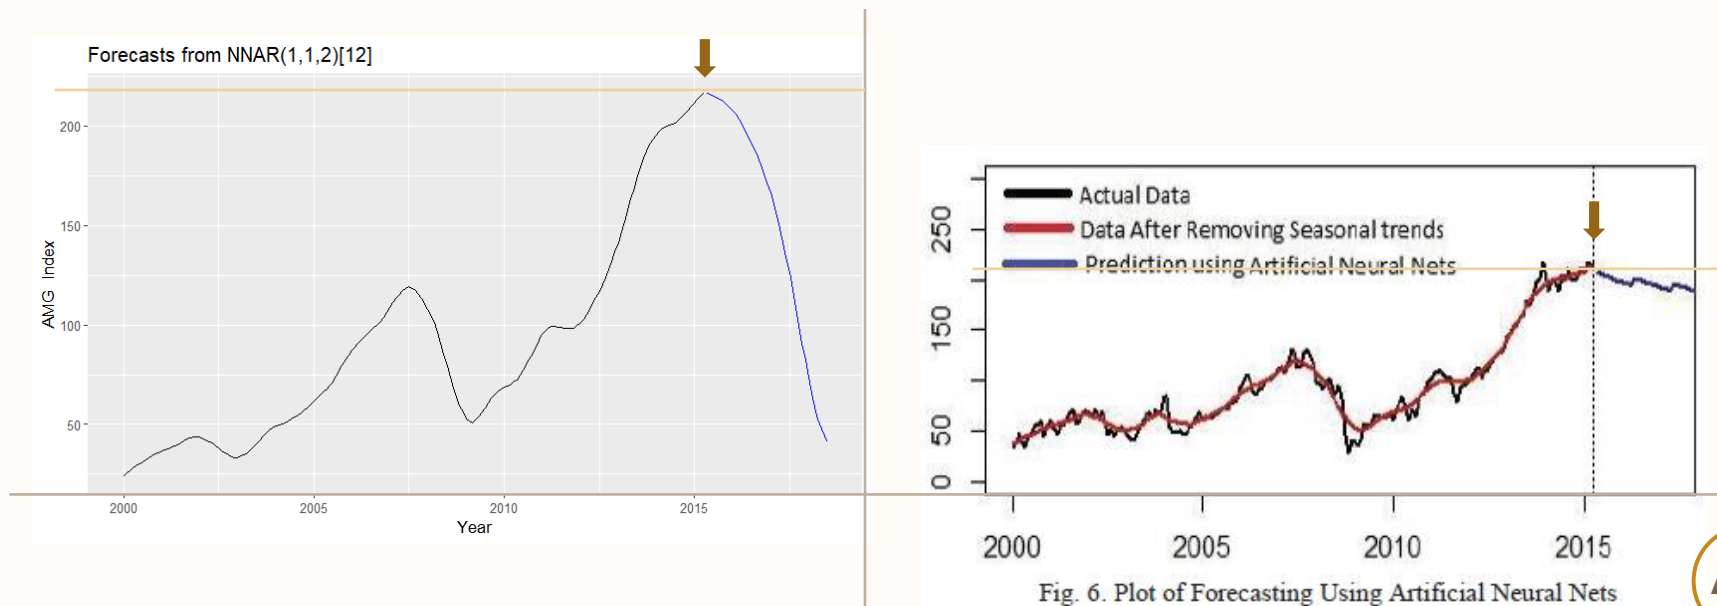 Forecasts from NNAR(1,1,2)[12]
200
150
100
50
AMG Index
2000 2005 2010 2015
Year
Actual Data
Data After Removing Seasonal trends
Prediction using Artificial Neural Nets
250
150
50
0
2000 2005 2010 2015
Fig. 6. Plot of Forecasting Using Artificial Neural Nets